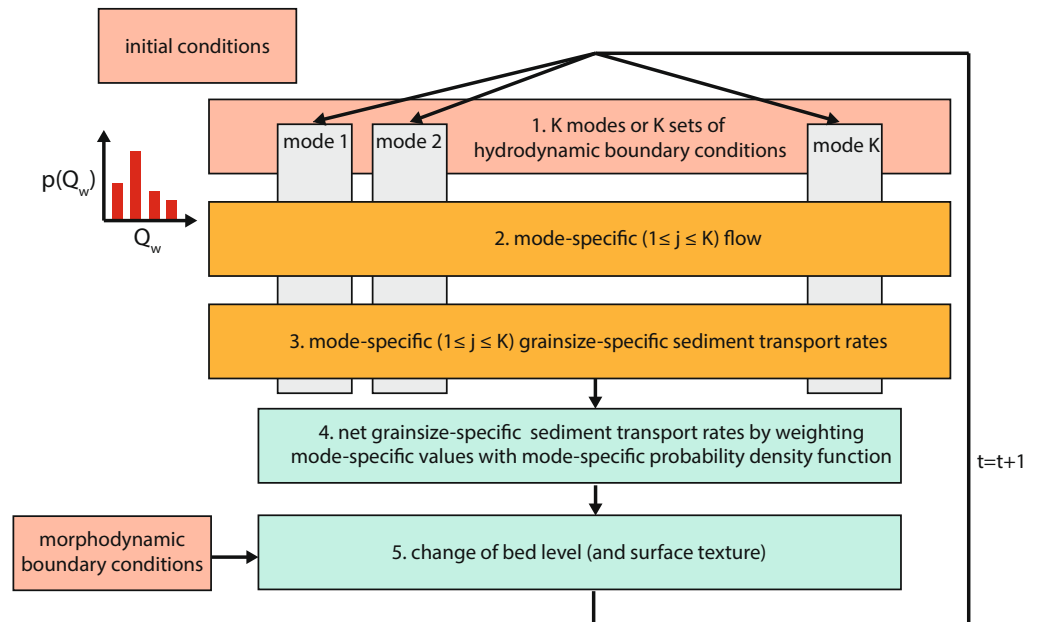 initial conditions
1. K modes or K sets of
hydrodynamic boundary conditions
mode 1
mode 2
mode K
p(Q_w)
Q_w
2. mode-specific (1≤ j ≤ K) flow
3. mode-specific (1≤ j ≤ K) grainsize-specific sediment transport rates
4. net grainsize-specific sediment transport rates by weighting
mode-specific values with mode-specific probability density function
t=t+1
morphodynamic
boundary conditions
5. change of bed level (and surface texture)